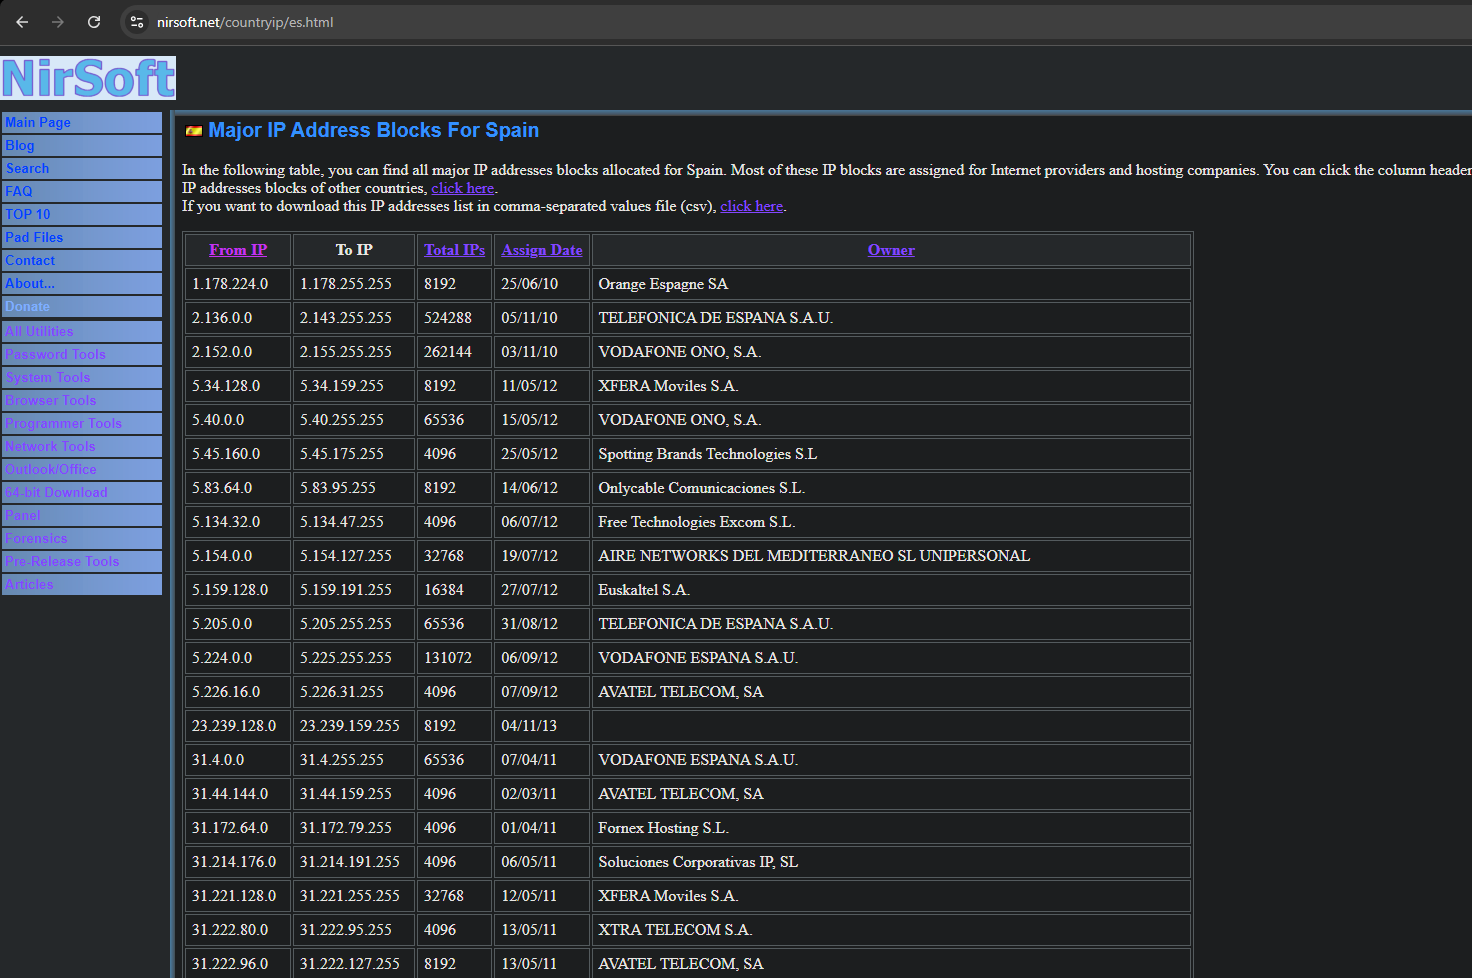 nirsoft.net/countryip/es.html
NirSoft
Main Page
Blog
Search
FAQ
TOP 10
Pad Files
Contact
About...
Donate
All Utilities
Password Tools
System Tools
Browser Tools
Programmer Tools
Network Tools
Outlook/Office
64-bit Download
Panel
Forensics
Pre-Release Tools
Articles
Major IP Address Blocks For Spain
In the following table, you can find all major IP addresses blocks allocated for Spain. Most of these IP blocks are assigned for Internet providers and hosting companies. You can click the column header
IP addresses blocks of other countries, click here.
If you want to download this IP addresses list in comma-separated values file (csv), click here.
From IP To IP Total IPs Assign Date Owner
1.178.224.0 1.178.255.255 8192 25/06/10 Orange Espagne SA
2.136.0.0 2.143.255.255 524288 05/11/10 TELEFONICA DE ESPANA S.A.U.
2.152.0.0 2.155.255.255 262144 03/11/10 VODAFONE ONO, S.A.
5.34.128.0 5.34.159.255 8192 11/05/12 XFERA Moviles S.A.
5.40.0.0 5.40.255.255 65536 15/05/12 VODAFONE ONO, S.A.
5.45.160.0 5.45.175.255 4096 25/05/12 Spotting Brands Technologies S.L
5.83.64.0 5.83.95.255 8192 14/06/12 Onlycable Comunicaciones S.L.
5.134.32.0 5.134.47.255 4096 06/07/12 Free Technologies Excom S.L.
5.154.0.0 5.154.127.255 32768 19/07/12 AIRE NETWORKS DEL MEDITERRANEO SL UNIPERSONAL
5.159.128.0 5.159.191.255 16384 27/07/12 Euskaltel S.A.
5.205.0.0 5.205.255.255 65536 31/08/12 TELEFONICA DE ESPANA S.A.U.
5.224.0.0 5.225.255.255 131072 06/09/12 VODAFONE ESPANA S.A.U.
5.226.16.0 5.226.31.255 4096 07/09/12 AVATEL TELECOM, SA
23.239.128.0 23.239.159.255 8192 04/11/13
31.4.0.0 31.4.255.255 65536 07/04/11 VODAFONE ESPANA S.A.U.
31.44.144.0 31.44.159.255 4096 02/03/11 AVATEL TELECOM, SA
31.172.64.0 31.172.79.255 4096 01/04/11 Fornex Hosting S.L.
31.214.176.0 31.214.191.255 4096 06/05/11 Soluciones Corporativas IP, SL
31.221.128.0 31.221.255.255 32768 12/05/11 XFERA Moviles S.A.
31.222.80.0 31.222.95.255 4096 13/05/11 XTRA TELECOM S.A.
31.222.96.0 31.222.127.255 8192 13/05/11 AVATEL TELECOM, SA